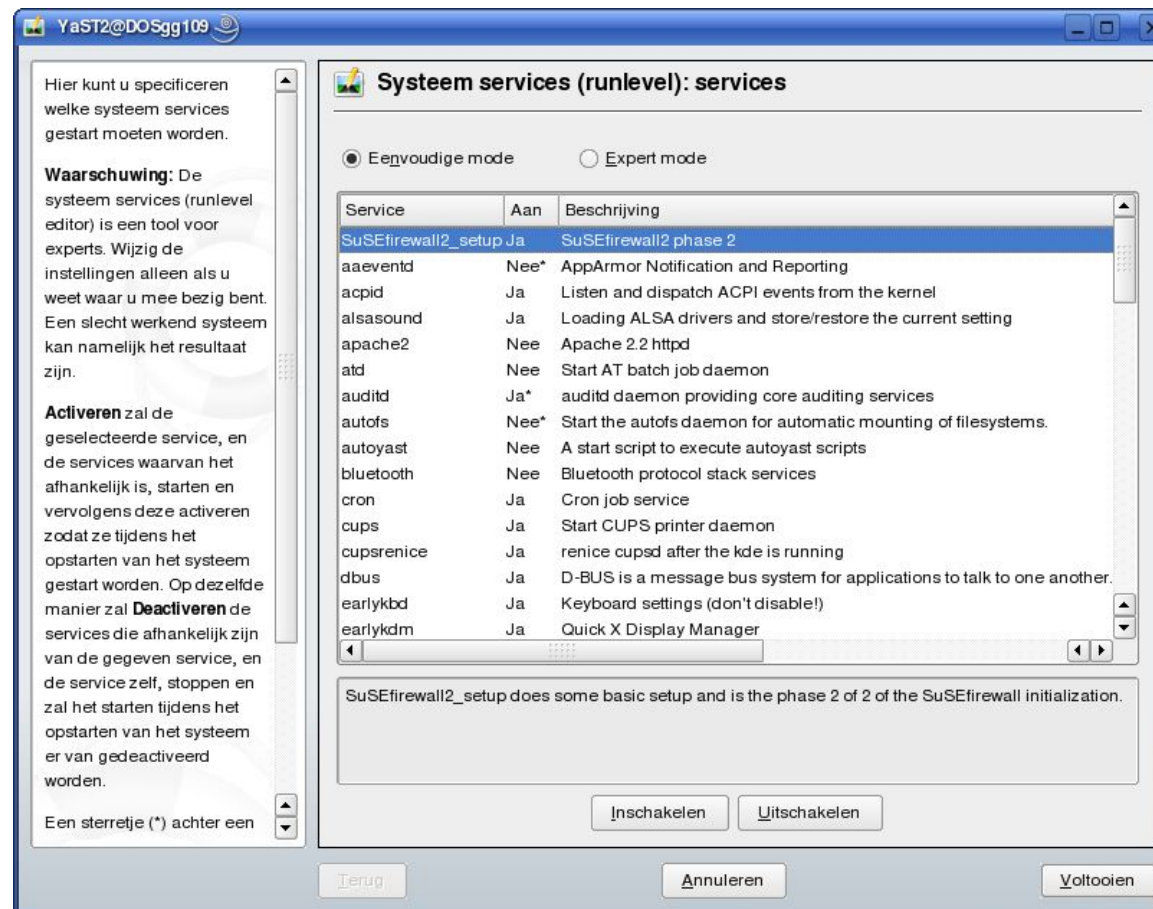 YaST2@DOSgg109
Hier kunt u specificeren
welke systeem services
gestart moeten worden.
Waarschuwing: De
systeem services (runlevel
editor) is een tool voor
experts. Wijzig de
instellingen alleen als u
weet waar u mee bezig bent.
Een slecht werkend systeem
kan namelijk het resultaat
zijn.
Activeren zal de
geselecteerde service, en
de services waarvan het
afhankelijk is, starten en
vervolgens deze activeren
zodat ze tijdens het
opstarten van het systeem
gestart worden. Op dezelfde
manier zal Deactiveren de
services die afhankelijk zijn
van de gegeven service, en
de service zelf, stoppen en
zal het starten tijdens het
opstarten van het systeem
er van gedeactiveerd
worden.
Een sterretje (*) achter een
Systeem services (runlevel): services
Eenvoudige mode Expert mode
Service Aan Beschrijving
SuSEfirewall2_setup Ja SuSEfirewall2 phase 2
aaeventd Nee* AppArmor Notification and Reporting
acpid Ja Listen and dispatch ACPI events from the kernel
alsasound Ja Loading ALSA drivers and store/restore the current setting
apache2 Nee Apache 2.2 httpd
atd Nee Start AT batch job daemon
auditd Ja* auditd daemon providing core auditing services
autofs Nee* Start the autofs daemon for automatic mounting of filesystems.
autoyast Nee A start script to execute autoyast scripts
bluetooth Nee Bluetooth protocol stack services
cron Ja Cron job service
cups Ja Start CUPS printer daemon
cupsrenice Ja renice cupsd after the kde is running
dbus Ja D-BUS is a message bus system for applications to talk to one another.
earlykbd Ja Keyboard settings (don't disable!)
earlykdm Ja Quick X Display Manager
SuSEfirewall2_setup does some basic setup and is the phase 2 of 2 of the SuSEfirewall initialization.
Inschakelen Uitschakelen
Terug Annuleren Voltooien